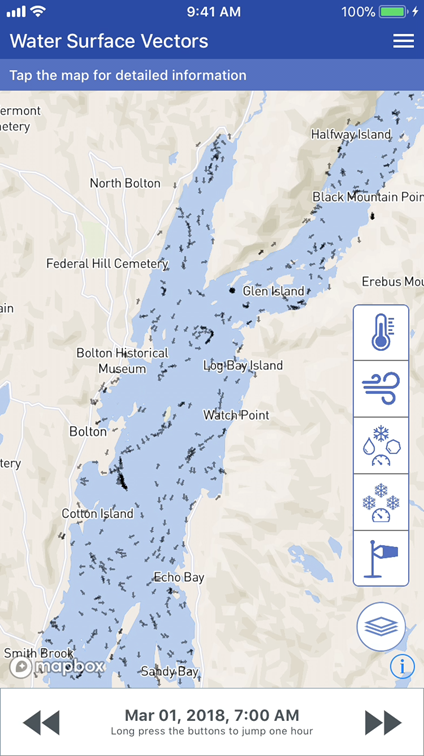 9:41 AM
100%
Water Surface Vectors
Tap the map for detailed information
ermont
etery
Halfway Island
North Bolton
Black Mountain Poin
Federal Hill Cemetery
Erebus Mou
Glen Island
ain
Bolton Historical
Museum
Log Bay Island
Watch Point
Bolton
tery
Cotton Island
Echo Bay
Smith Brook
mapbox
Sandy Bay
i
Mar 01, 2018, 7:00 AM
Long press the buttons to jump one hour